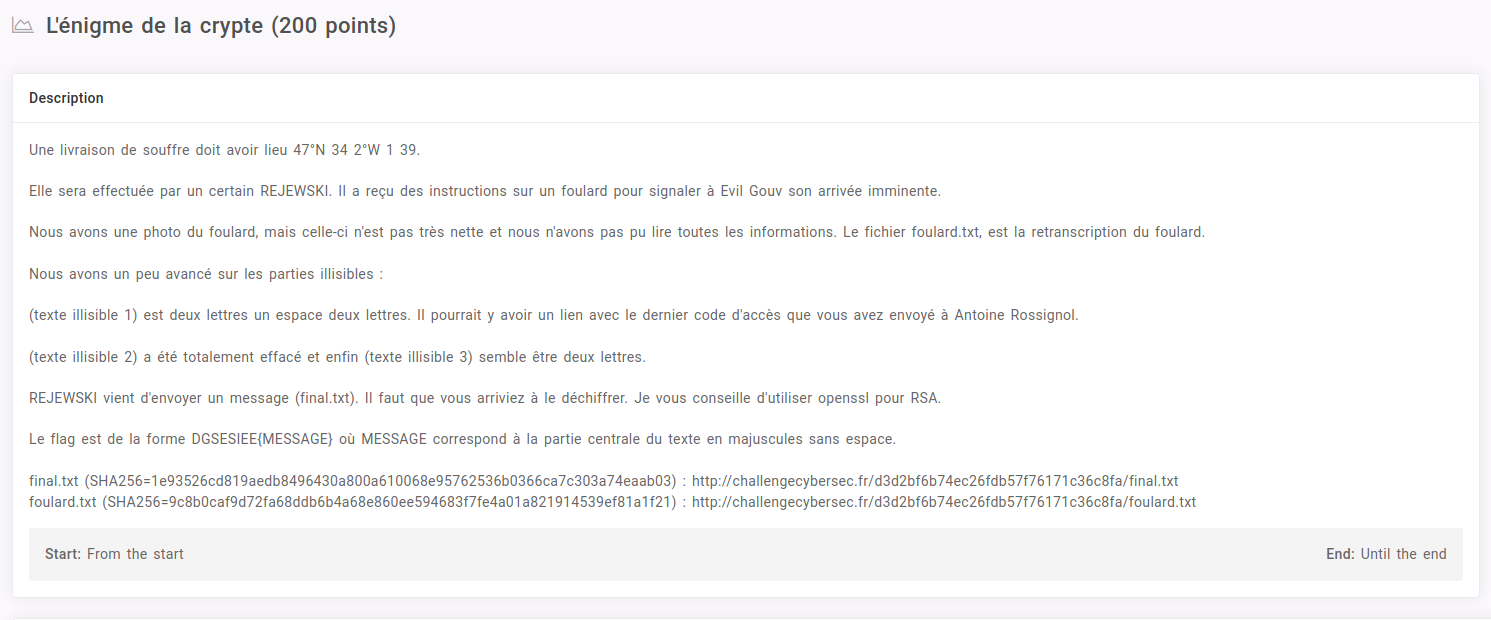 L'énigme de la crypte (200 points)
Description
Une livraison de souffre doit avoir lieu 47°N 34 2°W 1 39.
Elle sera effectuée par un certain REJEWSKI. Il a reçu des instructions sur un foulard pour signaler à Evil Gouv son arrivée imminente.
Nous avons une photo du foulard, mais celle-ci n'est pas très nette et nous n'avons pas pu lire toutes les informations. Le fichier foulard.txt, est la retranscription du foulard.
Nous avons un peu avancé sur les parties illisibles :
(texte illisible 1) est deux lettres un espace deux lettres. Il pourrait y avoir un lien avec le dernier code d'accès que vous avez envoyé à Antoine Rossignol.
(texte illisible 2) a été totalement effacé et enfin (texte illisible 3) semble être deux lettres.
REJEWSKI vient d'envoyer un message (final.txt). Il faut que vous arriviez à le déchiffrer. Je vous conseille d'utiliser openssl pour RSA.
Le flag est de la forme DGSESIEE{MESSAGE} où MESSAGE correspond à la partie centrale du texte en majuscules sans espace.
final.txt (SHA256=1e93526cd819aedb8496430a800a610068e95762536b0366ca7c303a74eaab03) : http://challengecybersec.fr/d3d2bf6b74ec26fdb57f76171c36c8fa/final.txt
foulard.txt (SHA256=9c8b0caf9d72fa68ddb6b4a68e860ee594683f7fe4a01a821914539ef81a1f21) : http://challengecybersec.fr/d3d2bf6b74ec26fdb57f76171c36c8fa/foulard.txt
Start: From the start End: Until the end